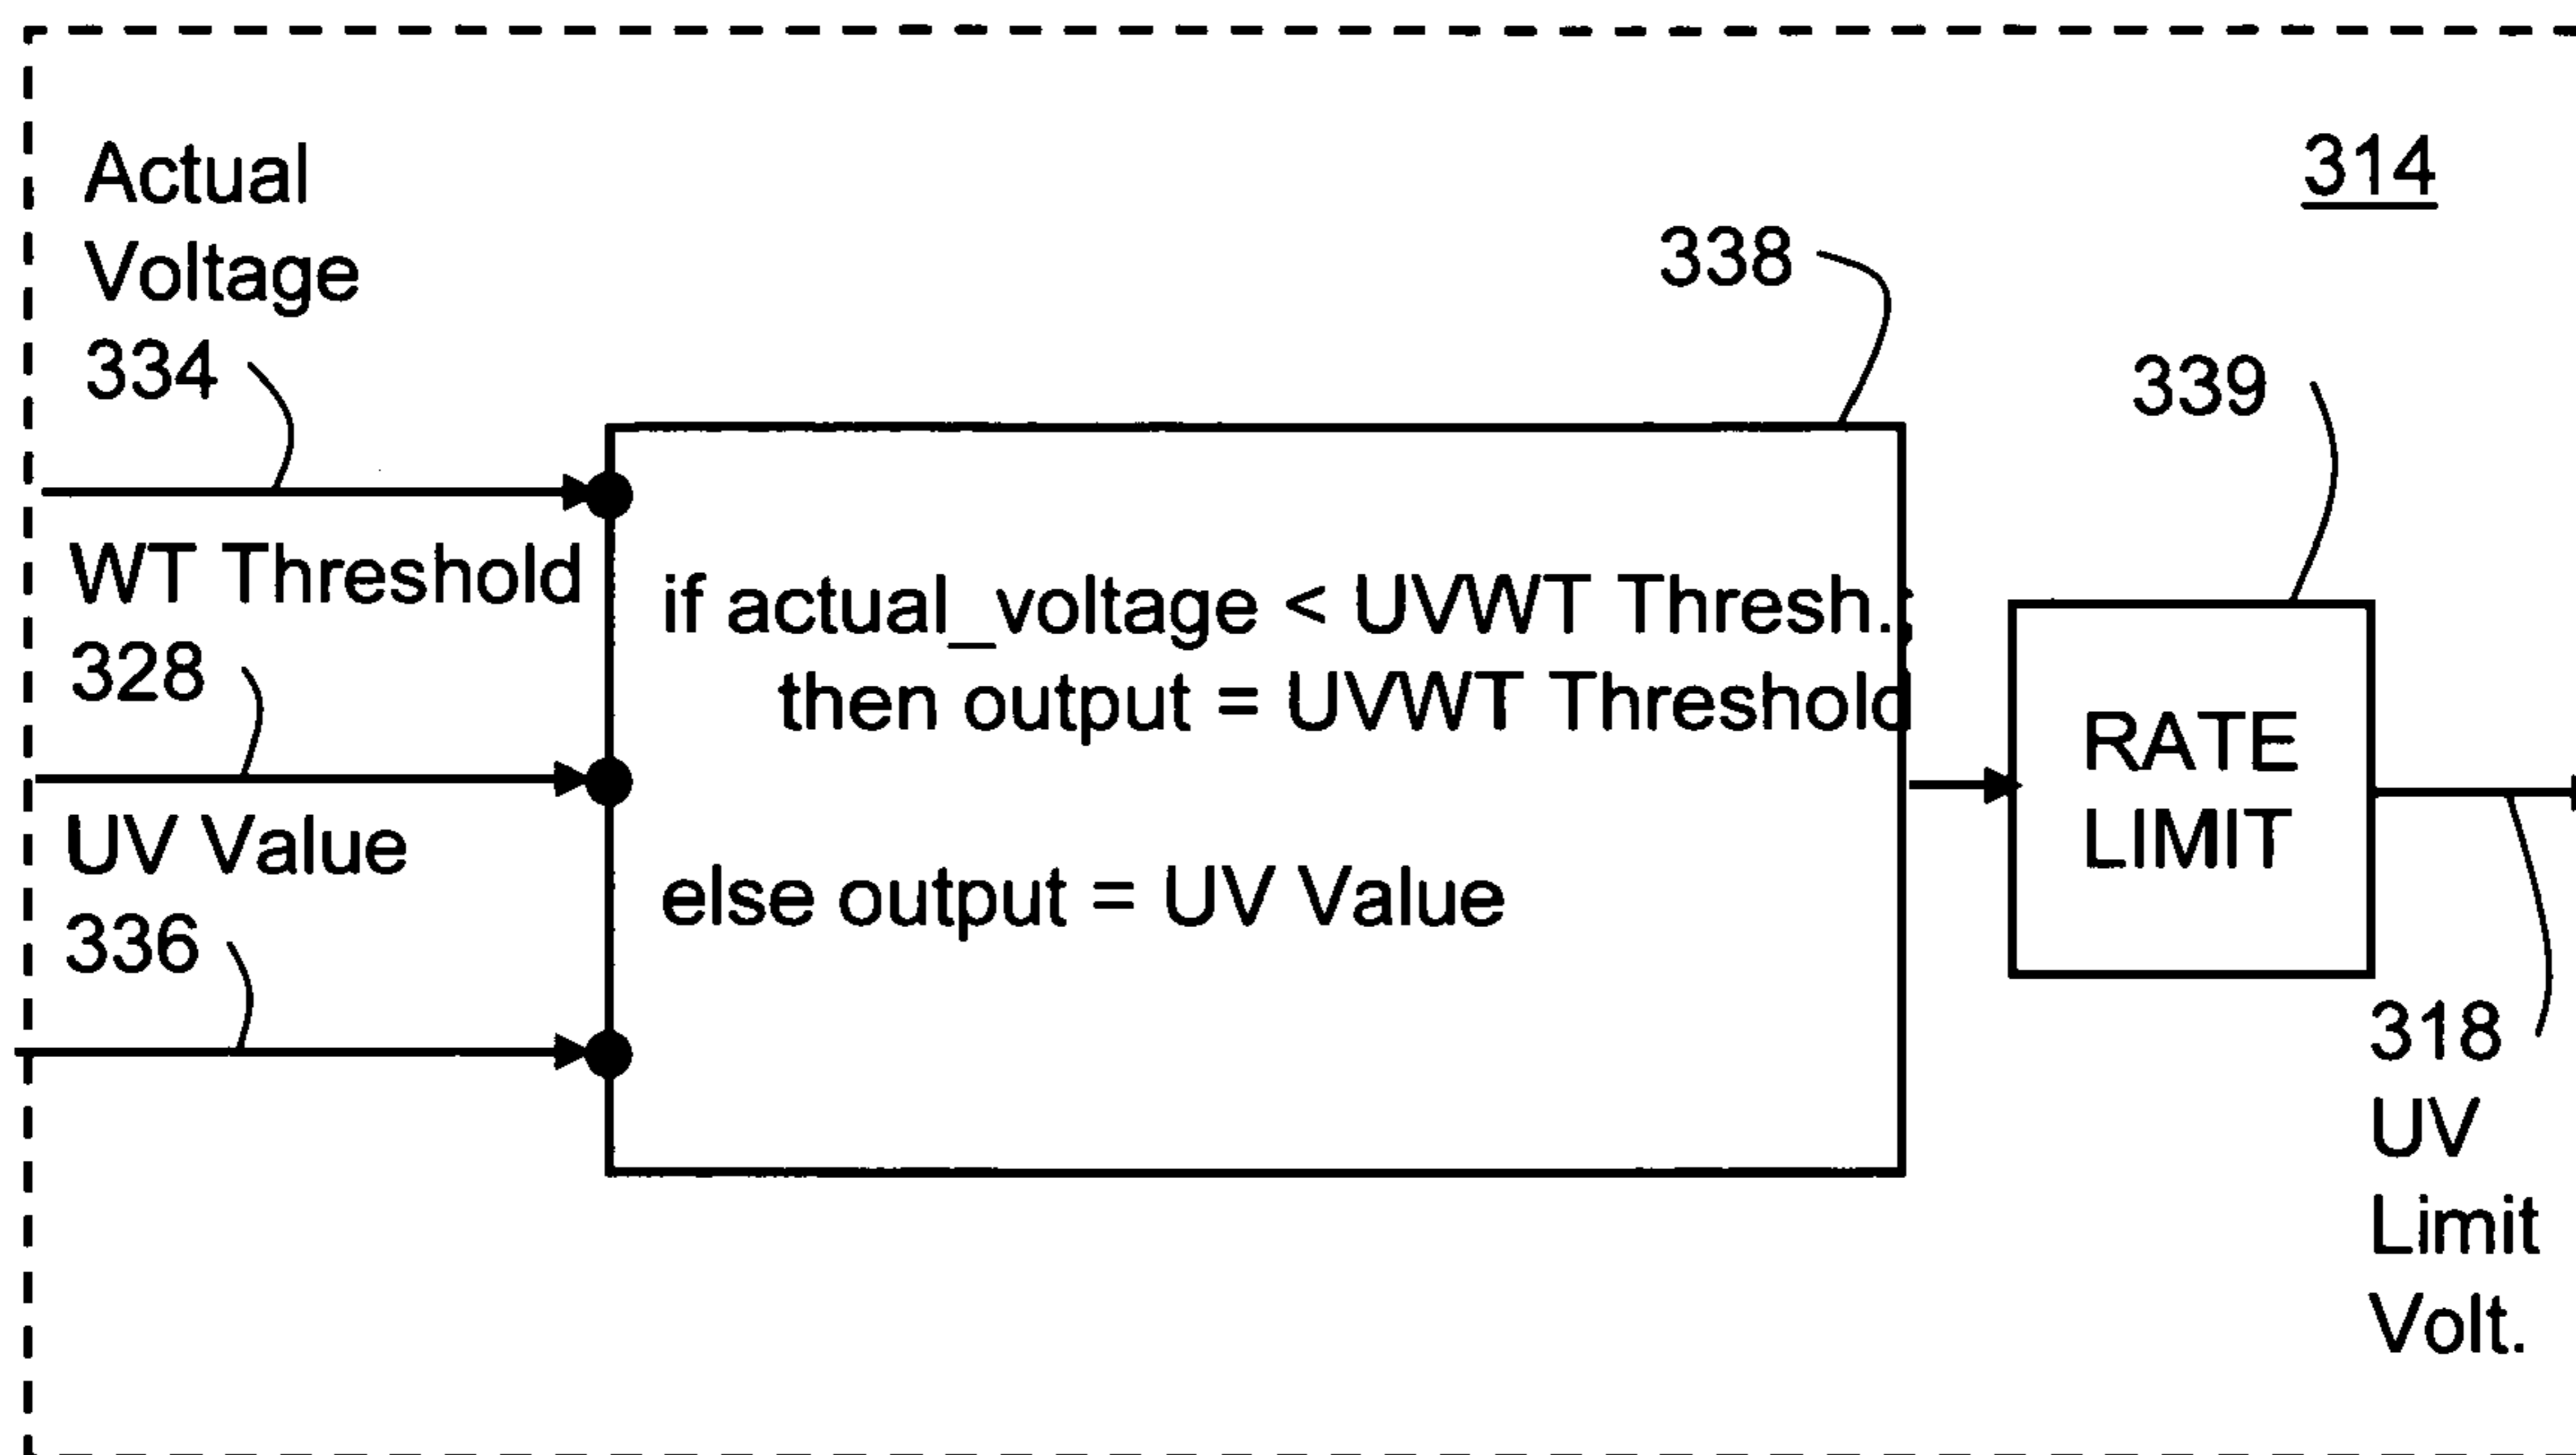 Actual
Voltage
334
314
338
339
WT Threshold
328
if actual_voltage < UVWT Thresh.;
then output = UVWT Threshold
RATE
LIMIT
UV Value
336
else output = UV Value
318
UV
Limit
Volt.